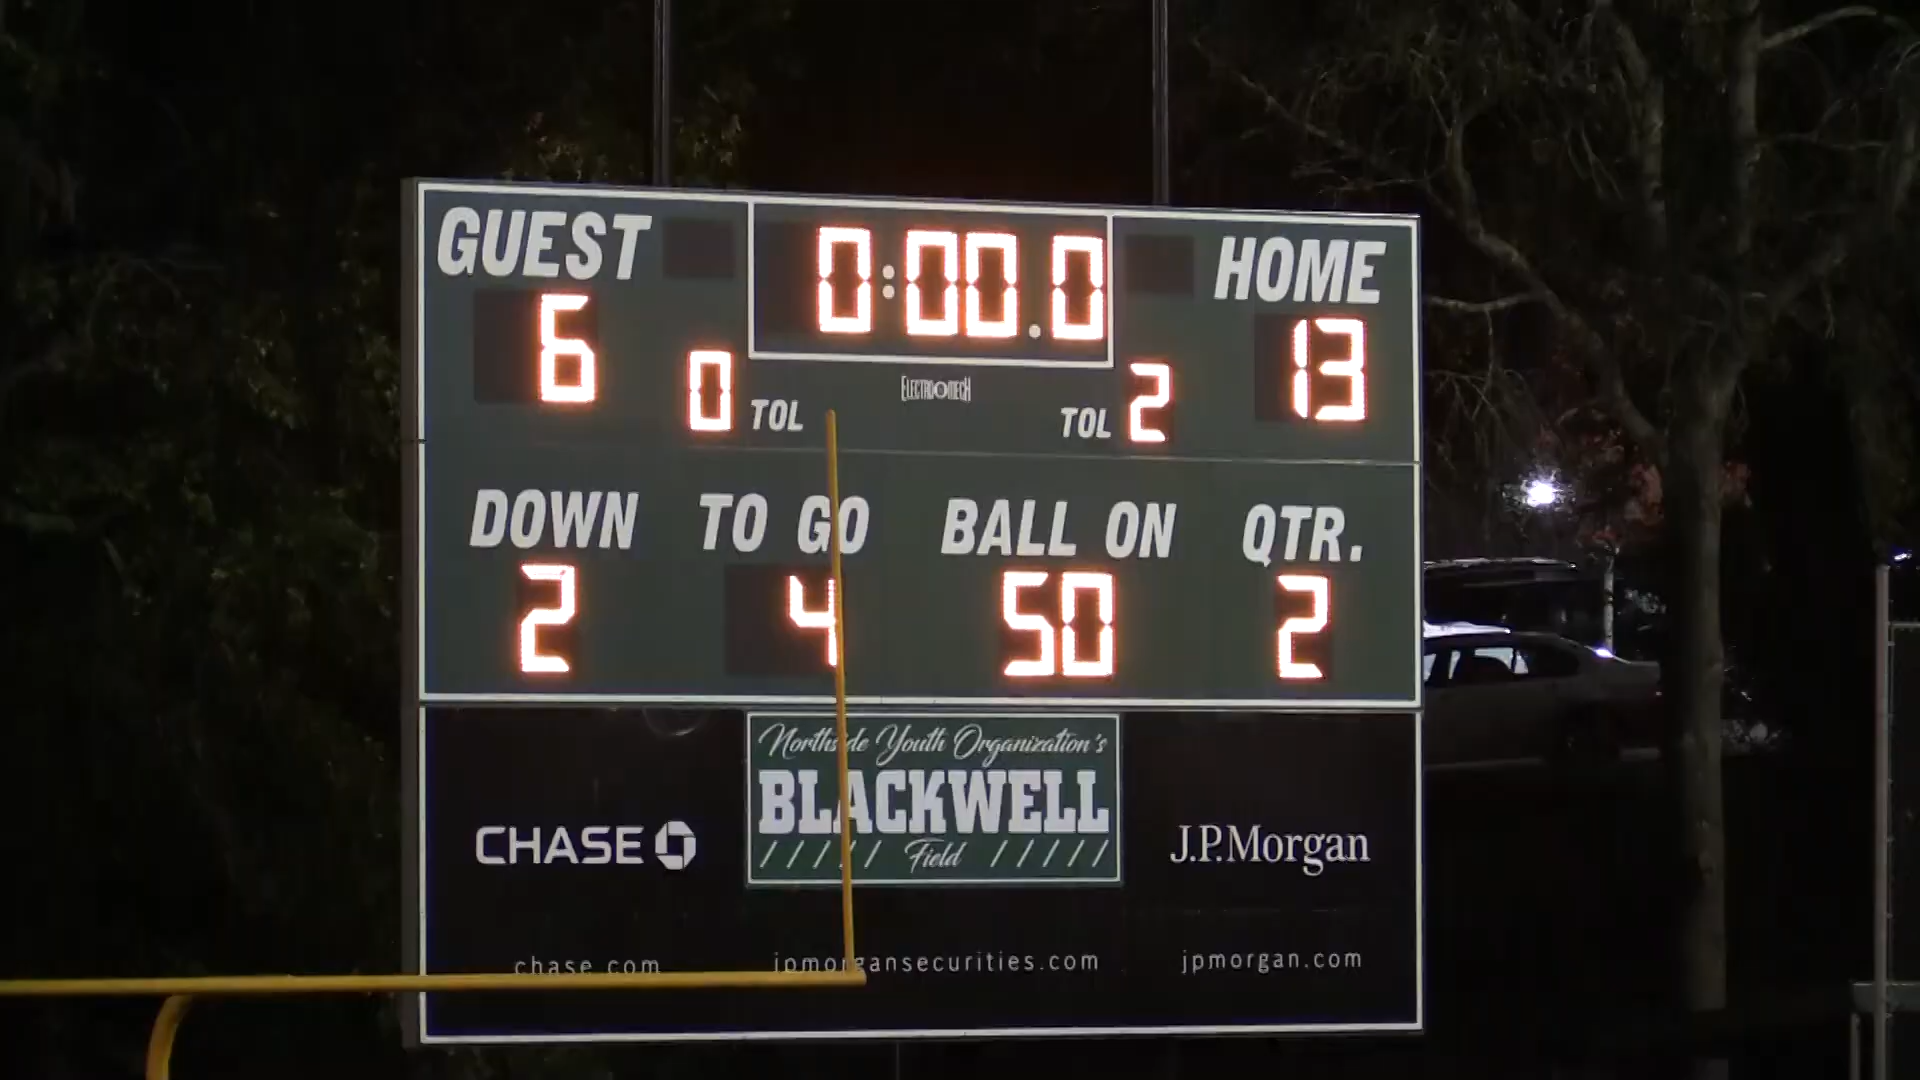 GUEST 0:00.0 HOME
6 13
0 TOL ELECTRO-MECH TOL 2
DOWN TO GO BALL ON QTR.
2 4 50 2
Northside Youth Organization's
BLACKWELL
///// Field /////
CHASE J.P.Morgan
chase.com jpmorgansecurities.com jpmorgan.com